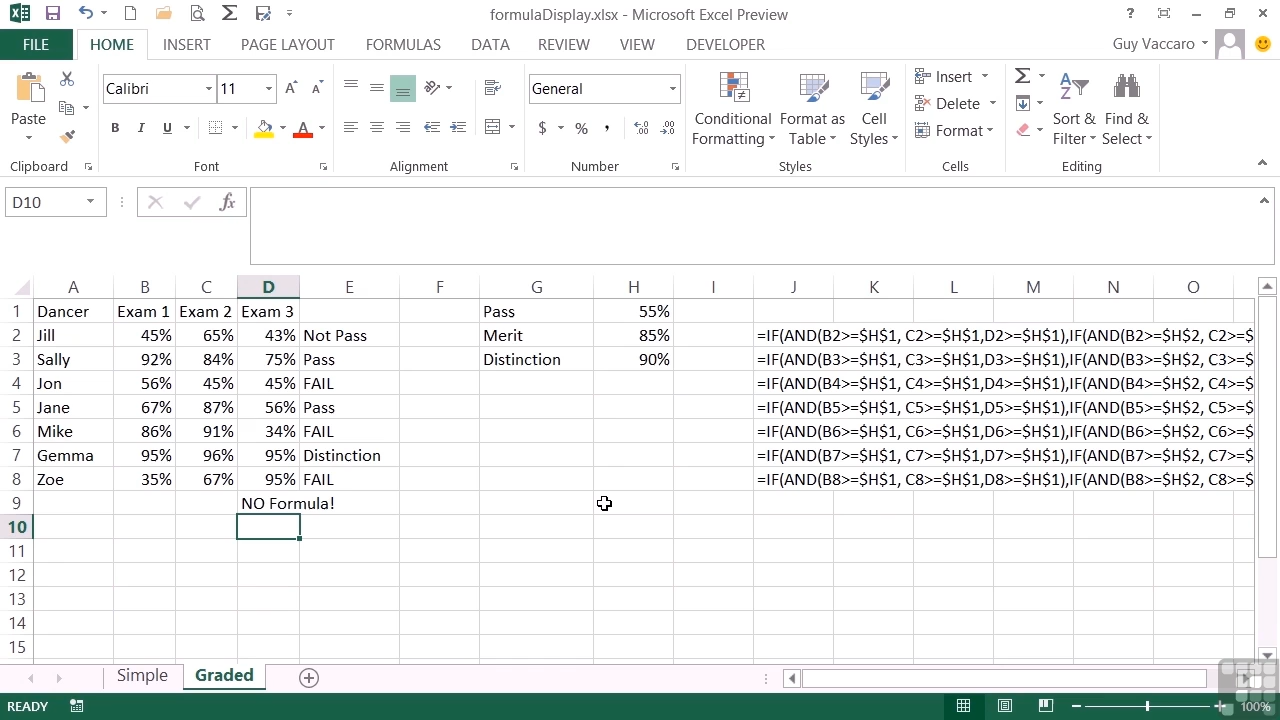 formulaDisplay.xlsx - Microsoft Excel Preview
FILE HOME INSERT PAGE LAYOUT FORMULAS DATA REVIEW VIEW DEVELOPER Guy Vaccaro
Paste
Calibri 11
B I U A
General
$ % ,
Conditional Formatting
Format as Table
Cell Styles
Insert
Delete
Format
Sort & Filter
Find & Select
Clipboard Font Alignment Number Styles Cells Editing
D10 fx
A B C D E F G H I J K L M N O
1 Dancer Exam 1 Exam 2 Exam 3 Pass 55%
2 Jill 45% 65% 43% Not Pass Merit 85% =IF(AND(B2>=$H$1, C2>=$H$1,D2>=$H$1),IF(AND(B2>=$H$2, C2>=$
3 Sally 92% 84% 75% Pass Distinction 90% =IF(AND(B3>=$H$1, C3>=$H$1,D3>=$H$1),IF(AND(B3>=$H$2, C3>=$
4 Jon 56% 45% 45% FAIL =IF(AND(B4>=$H$1, C4>=$H$1,D4>=$H$1),IF(AND(B4>=$H$2, C4>=$
5 Jane 67% 87% 56% Pass =IF(AND(B5>=$H$1, C5>=$H$1,D5>=$H$1),IF(AND(B5>=$H$2, C5>=$
6 Mike 86% 91% 34% FAIL =IF(AND(B6>=$H$1, C6>=$H$1,D6>=$H$1),IF(AND(B6>=$H$2, C6>=$
7 Gemma 95% 96% 95% Distinction =IF(AND(B7>=$H$1, C7>=$H$1,D7>=$H$1),IF(AND(B7>=$H$2, C7>=$
8 Zoe 35% 67% 95% FAIL =IF(AND(B8>=$H$1, C8>=$H$1,D8>=$H$1),IF(AND(B8>=$H$2, C8>=$
9 NO Formula!
10
11
12
13
14
15
Simple Graded
READY 100%